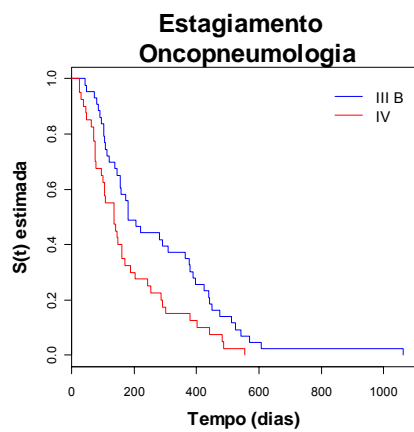 Estagiamento
Oncopneumologia
III B
IV
S(t) estimada
1.0
0.8
0.6
0.4
0.2
0.0
0 200 400 600 800 1000
Tempo (dias)